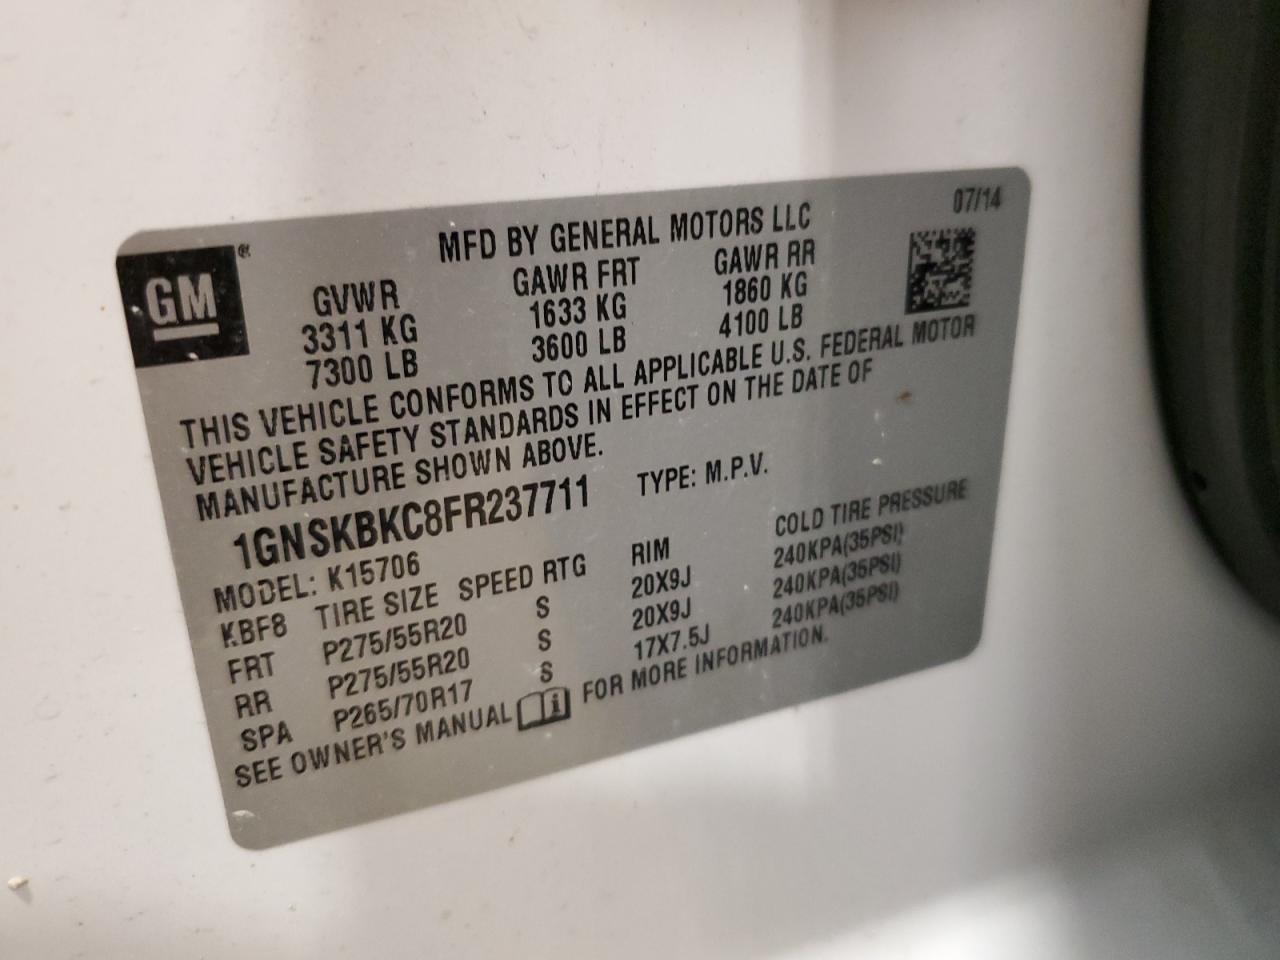 07/14
GM®
MFD BY GENERAL MOTORS LLC
GVWR GAWR FRT GAWR RR
3311 KG 1633 KG 1860 KG
7300 LB 3600 LB 4100 LB
THIS VEHICLE CONFORMS TO ALL APPLICABLE U.S. FEDERAL MOTOR
VEHICLE SAFETY STANDARDS IN EFFECT ON THE DATE OF
MANUFACTURE SHOWN ABOVE.
1GNSKBKC8FR237711 TYPE: M.P.V.
MODEL: K15706
KBF8 TIRE SIZE SPEED RTG RIM COLD TIRE PRESSURE
FRT P275/55R20 S 20X9J 240KPA(35PSI)
RR P275/55R20 S 20X9J 240KPA(35PSI)
SPA P265/70R17 S 17X7.5J 240KPA(35PSI)
SEE OWNER'S MANUAL FOR MORE INFORMATION.